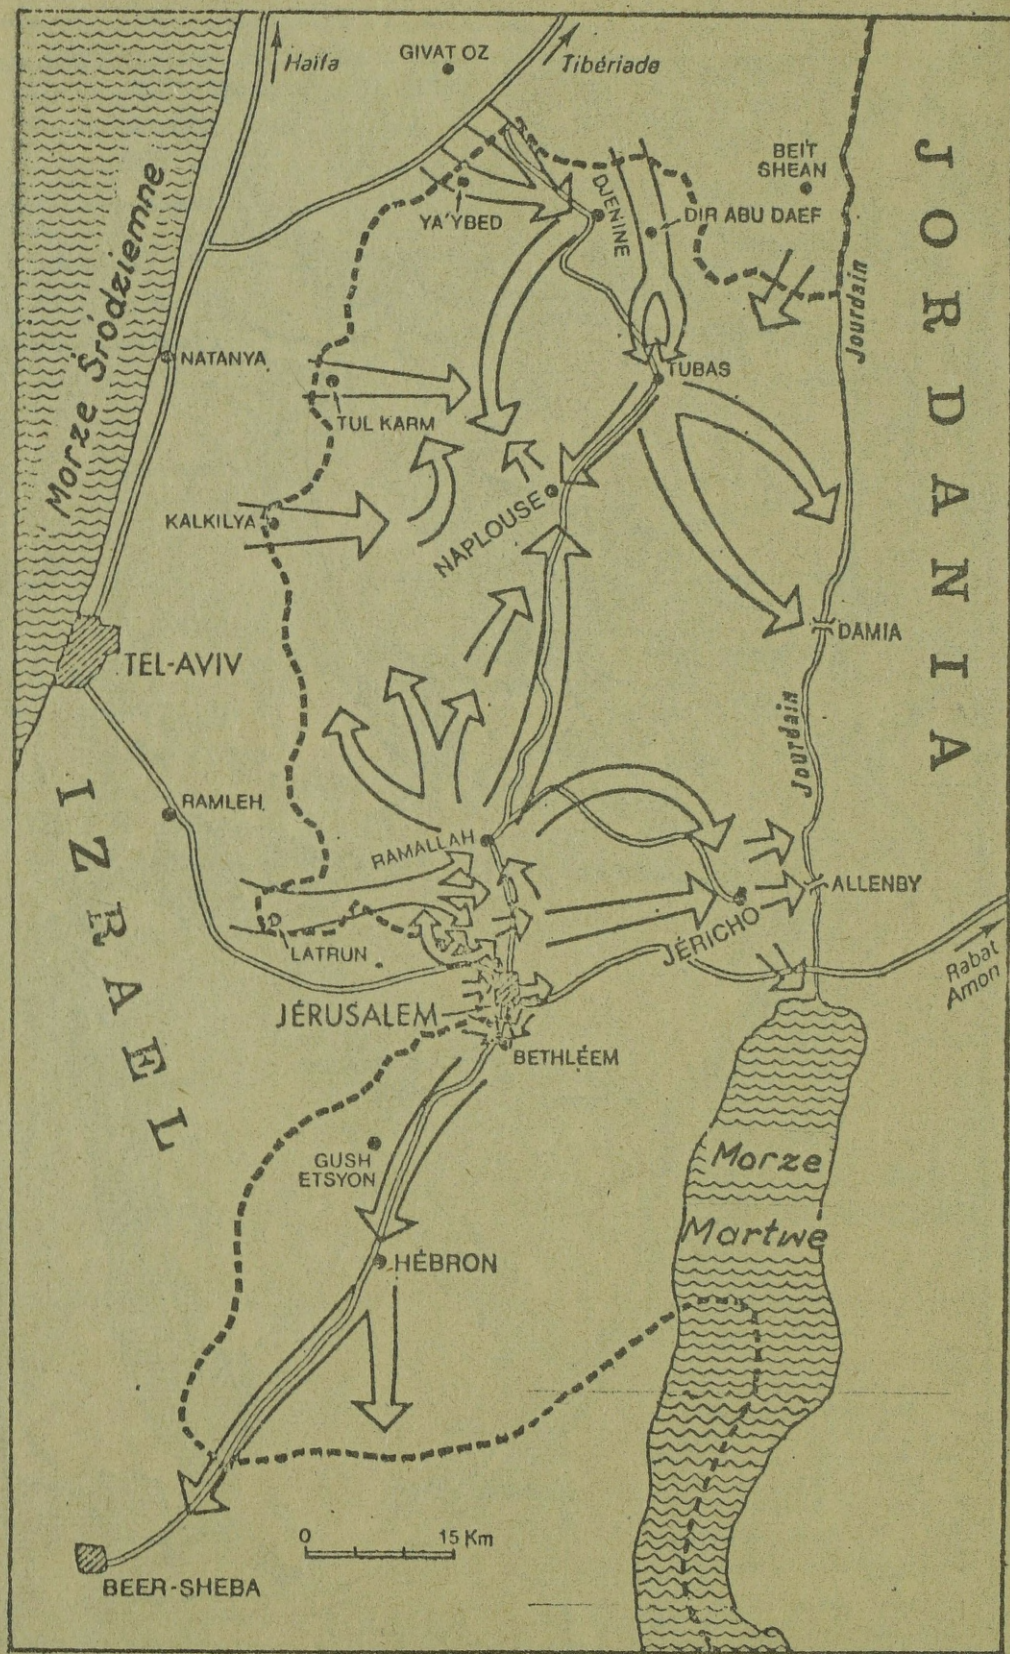 Haïfa
GIVAT OZ
Tibériade
BEIT
SHEAN
YA'YBED
DJENINE
DIR ABU DAEF
Jourdain
Morze Śródziemne
NATANYA
TUL KARM
TUBAS
JORDANIA
KALKILYA
NAPLOUSE
DAMIA
TEL-AVIV
Jourdain
RAMLEH
IZRAEL
RAMALLAH
ALLENBY
JÉRICHO
LATRUN
Rabat
Amon
JÉRUSALEM
BETHLÉEM
GUSH
ETSYON
Morze
Martwe
HÉBRON
0 15 Km
BEER-SHEBA